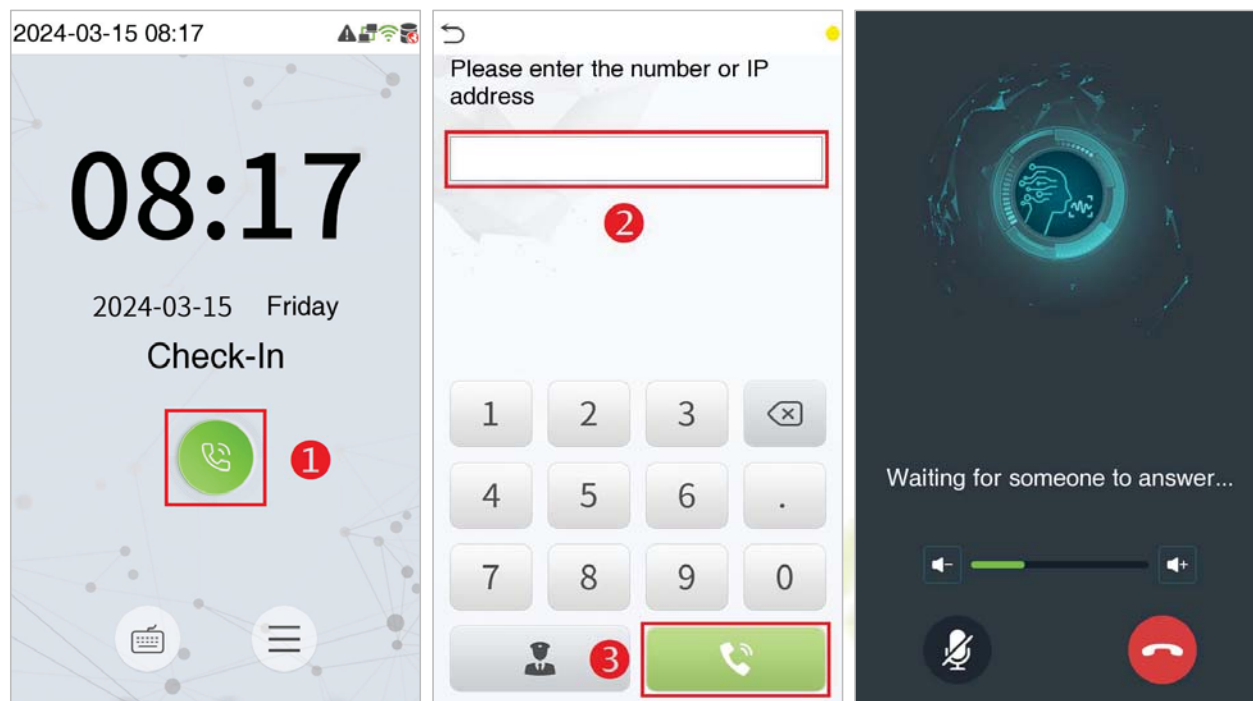 2024-03-15 08:17
08:17
2024-03-15 Friday
Check-In
1
Please enter the number or IP
address
2
1 2 3
4 5 6 .
7 8 9 0
3
Waiting for someone to answer...